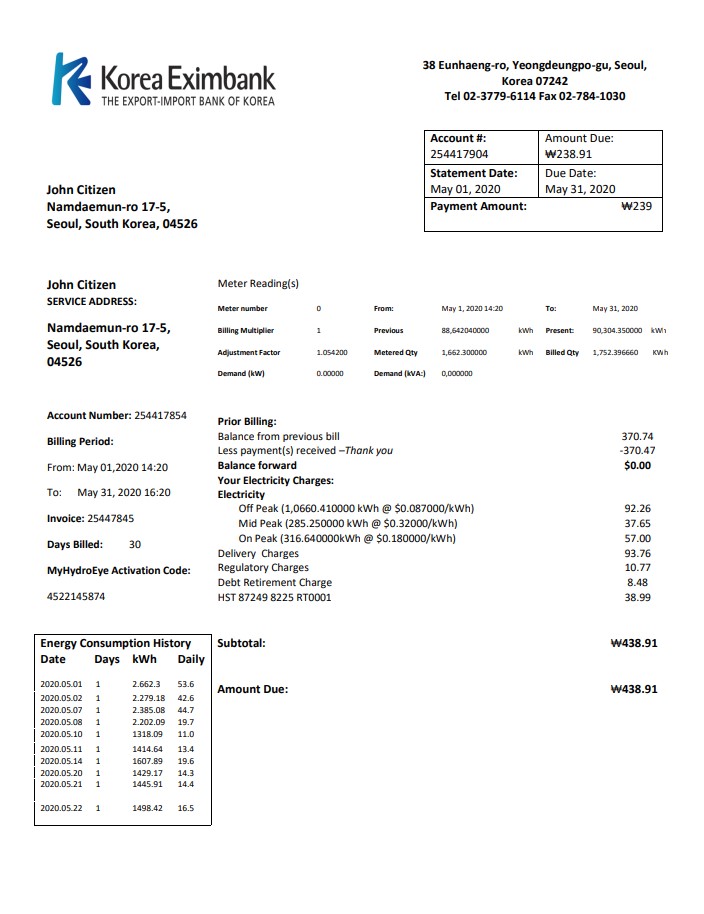 Korea Eximbank
THE EXPORT-IMPORT BANK OF KOREA
38 Eunhaeng-ro, Yeongdeungpo-gu, Seoul,
Korea 07242
Tel 02-3779-6114 Fax 02-784-1030
Account #: Amount Due:
254417904 ₩238.91
Statement Date: Due Date:
May 01, 2020 May 31, 2020
Payment Amount: ₩239
John Citizen
Namdaemun-ro 17-5,
Seoul, South Korea, 04526
John Citizen
SERVICE ADDRESS:
Namdaemun-ro 17-5,
Seoul, South Korea,
04526
Meter Reading(s)
Meter number 0 From: May 1, 2020 14:20 To: May 31, 2020
Billing Multiplier 1 Previous 88,642040000 kWh Present: 90,304.350000 kWh
Adjustment Factor 1.054200 Metered Qty 1,662.300000 kWh Billed Qty 1,752.396660 KWh
Demand (kW) 0.00000 Demand (kVA:) 0,000000
Account Number: 254417854
Billing Period:
From: May 01,2020 14:20
To: May 31, 2020 16:20
Invoice: 25447845
Days Billed: 30
MyHydroEye Activation Code:
4522145874
Prior Billing:
Balance from previous bill 370.74
Less payment(s) received –Thank you -370.47
Balance forward $0.00
Your Electricity Charges:
Electricity
Off Peak (1,0660.410000 kWh @ $0.087000/kWh) 92.26
Mid Peak (285.250000 kWh @ $0.32000/kWh) 37.65
On Peak (316.640000kWh @ $0.180000/kWh) 57.00
Delivery Charges 93.76
Regulatory Charges 10.77
Debt Retirement Charge 8.48
HST 87249 8225 RT0001 38.99
Energy Consumption History
Date Days kWh Daily
2020.05.01 1 2.662.3 53.6
2020.05.02 1 2.279.18 42.6
2020.05.07 1 2.385.08 44.7
2020.05.08 1 2.202.09 19.7
2020.05.10 1 1318.09 11.0
2020.05.11 1 1414.64 13.4
2020.05.14 1 1607.89 19.6
2020.05.20 1 1429.17 14.3
2020.05.21 1 1445.91 14.4
2020.05.22 1 1498.42 16.5
Subtotal: ₩438.91
Amount Due: ₩438.91